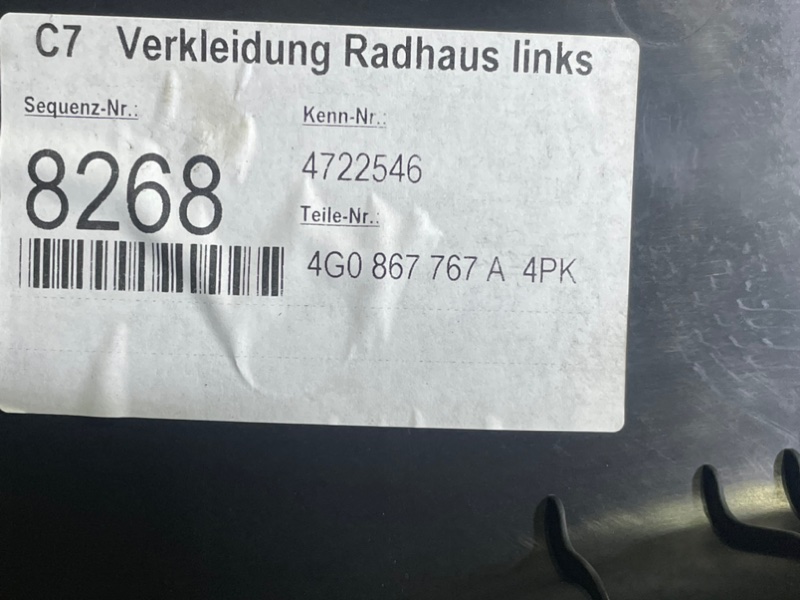 C7 Verkleidung Radhaus links
Sequenz-Nr.:
Kenn-Nr.:
8268
4722546
Teile-Nr.:
4G0 867 767 A 4PK